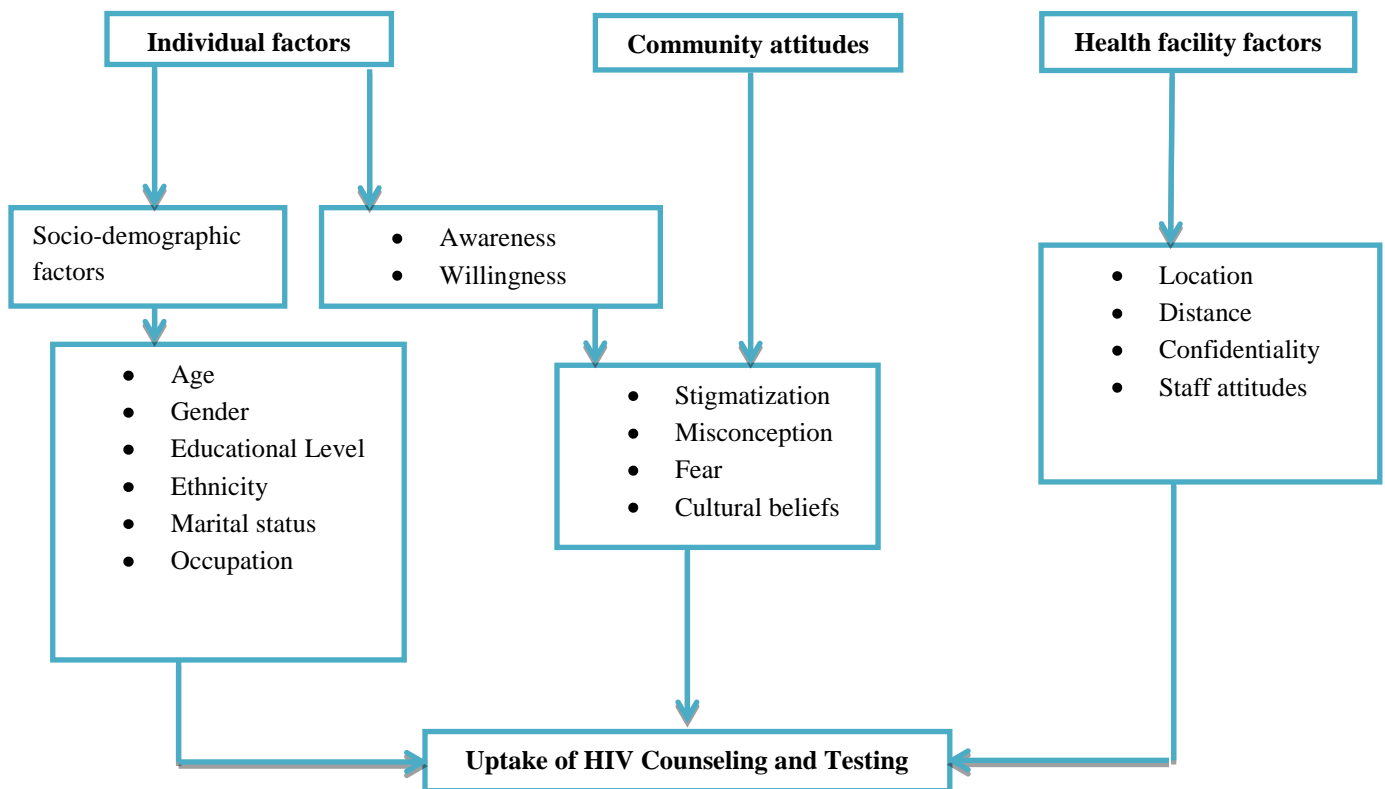 Individual factors
Community attitudes
Health facility factors
Socio-demographic
factors
• Awareness
• Willingness
• Age
• Gender
• Educational Level
• Ethnicity
• Marital status
• Occupation
• Stigmatization
• Misconception
• Fear
• Cultural beliefs
• Location
• Distance
• Confidentiality
• Staff attitudes
Uptake of HIV Counseling and Testing